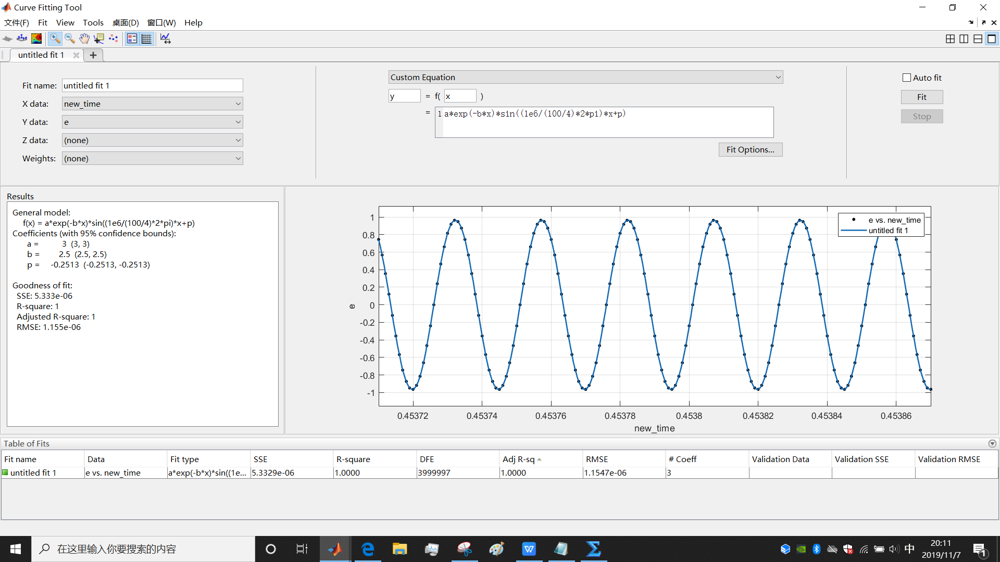 Curve Fitting Tool
文件(F) Fit View Tools 桌面(D) 窗口(W) Help
untitled fit 1
Fit name: untitled fit 1
X data: new_time
Y data: e
Z data: (none)
Weights: (none)
Custom Equation
y = f( x )
= 1 a*exp(-b*x)*sin((1e6/(100/4)*2*pi)*x+p)
Fit Options...
Auto fit
Fit
Stop
Results
General model:
f(x) = a*exp(-b*x)*sin((1e6/(100/4)*2*pi)*x+p)
Coefficients (with 95% confidence bounds):
a = 3 (3, 3)
b = 2.5 (2.5, 2.5)
p = -0.2513 (-0.2513, -0.2513)
Goodness of fit:
SSE: 5.333e-06
R-square: 1
Adjusted R-square: 1
RMSE: 1.155e-06
e vs. new_time
untitled fit 1
1
0.8
0.6
0.4
0.2
0
-0.2
-0.4
-0.6
-0.8
-1
e
0.45372 0.45374 0.45376 0.45378 0.4538 0.45382 0.45384 0.45386
new_time
Table of Fits
Fit name Data Fit type SSE R-square DFE Adj R-sq RMSE # Coeff Validation Data Validation SSE Validation RMSE
untitled fit 1 e vs. new_time a*exp(-b*x)*sin((1e... 5.3329e-06 1.0000 3999997 1.0000 1.1547e-06 3
在这里输入你要搜索的内容
中
20:11
2019/11/7
1